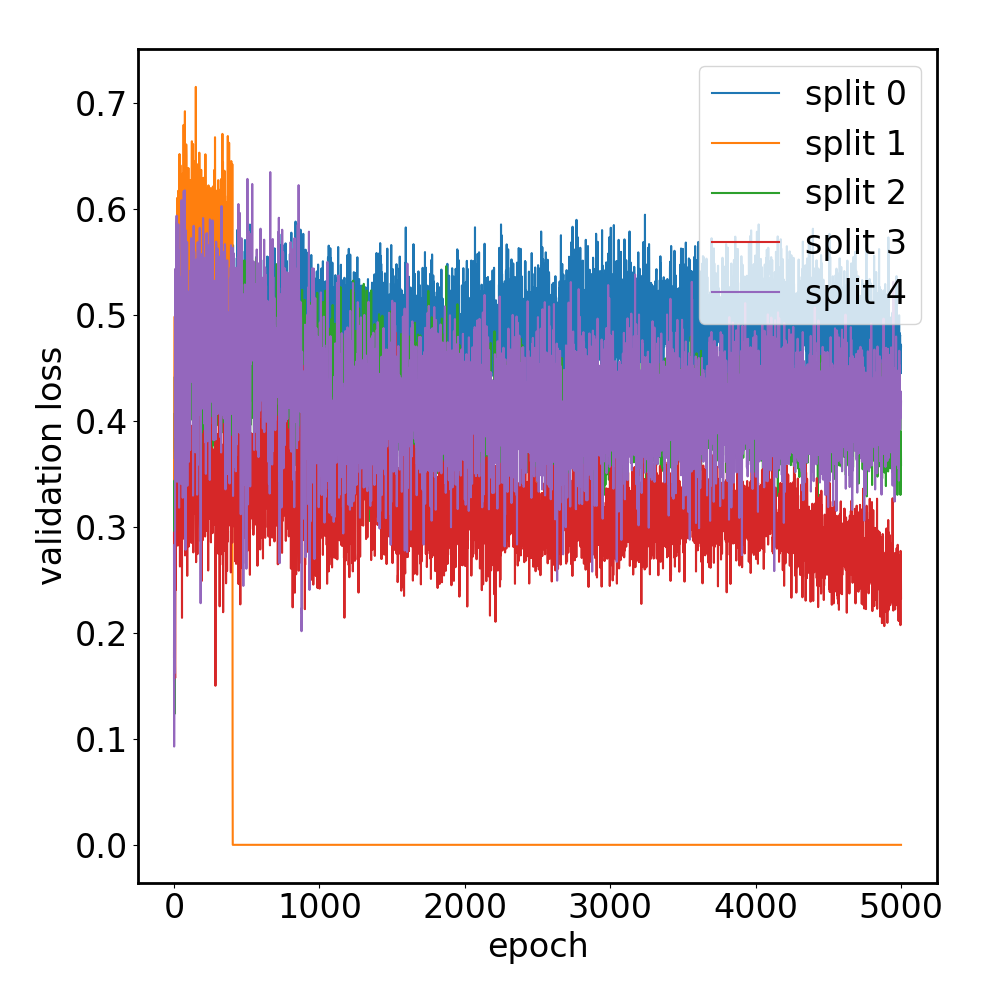 validation loss
0.7
0.6
0.5
0.4
0.3
0.2
0.1
0.0
split 0
split 1
split 2
split 3
split 4
0 1000 2000 3000 4000 5000
epoch